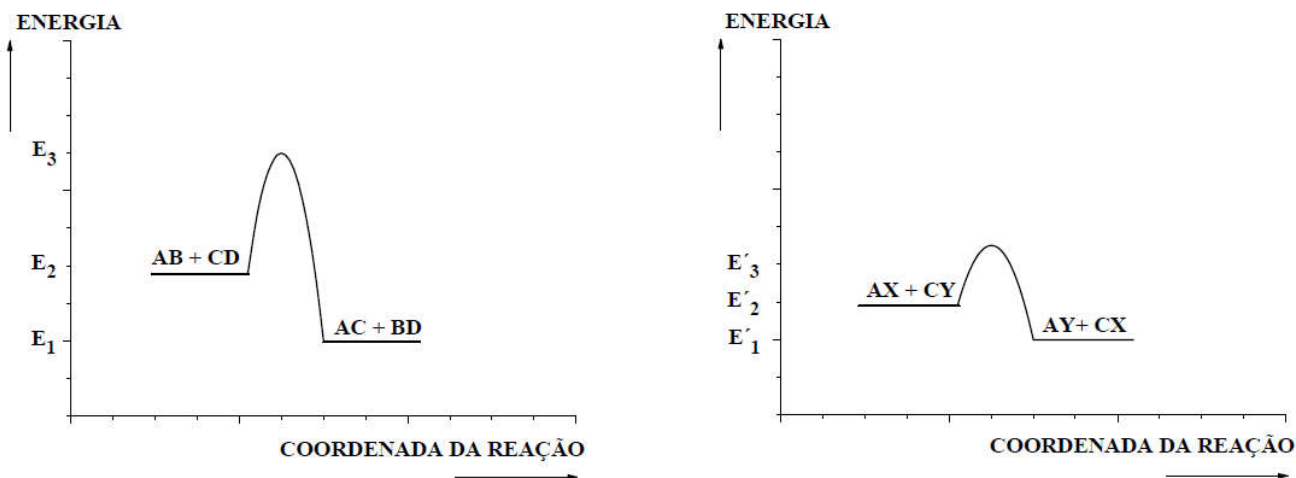 ENERGIA
E3
AB + CD
E2
AC + BD
E1
COORDENADA DA REAÇÃO
ENERGIA
E´3
AX + CY
E´2
AY+ CX
E´1
COORDENADA DA REAÇÃO